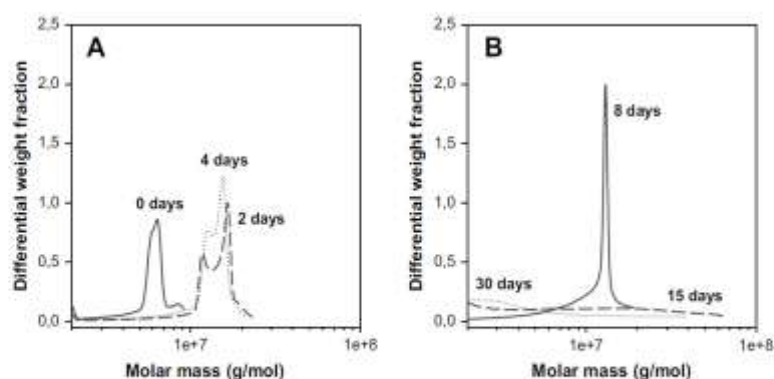 A
Differential weight fraction
2,5
2,0
1,5
1,0
0,5
0,0
0 days
4 days
2 days
1e+7
1e+8
Molar mass (g/mol)
B
Differential weight fraction
2,5
2,0
1,5
1,0
0,5
0,0
8 days
30 days
15 days
1e+7
1e+8
Molar mass (g/mol)